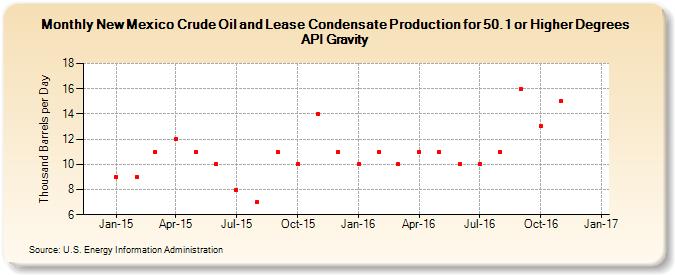 Monthly New Mexico Crude Oil and Lease Condensate Production for 50.1 or Higher Degrees
API Gravity
Thousand Barrels per Day
18
16
14
12
10
8
6
Jan-15
Apr-15
Jul-15
Oct-15
Jan-16
Apr-16
Jul-16
Oct-16
Jan-17
Source: U.S. Energy Information Administration